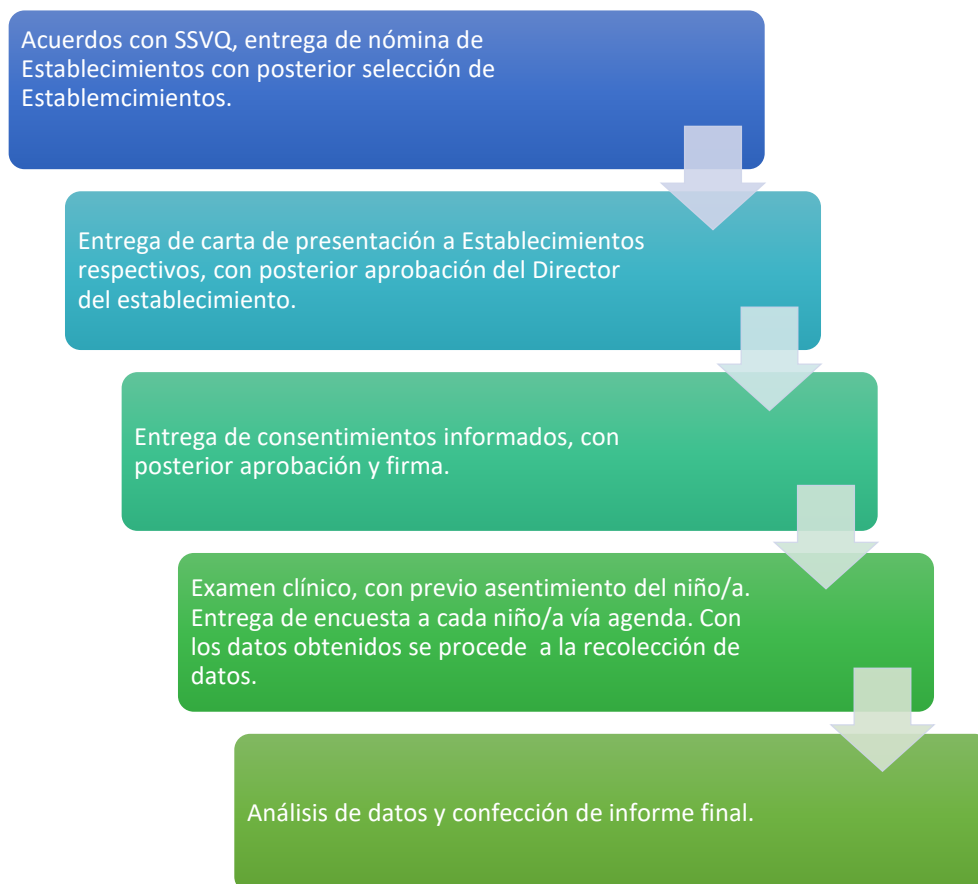 Acuerdos con SSVQ, entrega de nómina de
Establecimientos con posterior selección de
Establemcimientos.
Entrega de carta de presentación a Establecimientos
respectivos, con posterior aprobación del Director
del establecimiento.
Entrega de consentimientos informados, con
posterior aprobación y firma.
Examen clínico, con previo asentimiento del niño/a.
Entrega de encuesta a cada niño/a vía agenda. Con
los datos obtenidos se procede  a la recolección de
datos.
Análisis de datos y confección de informe final.